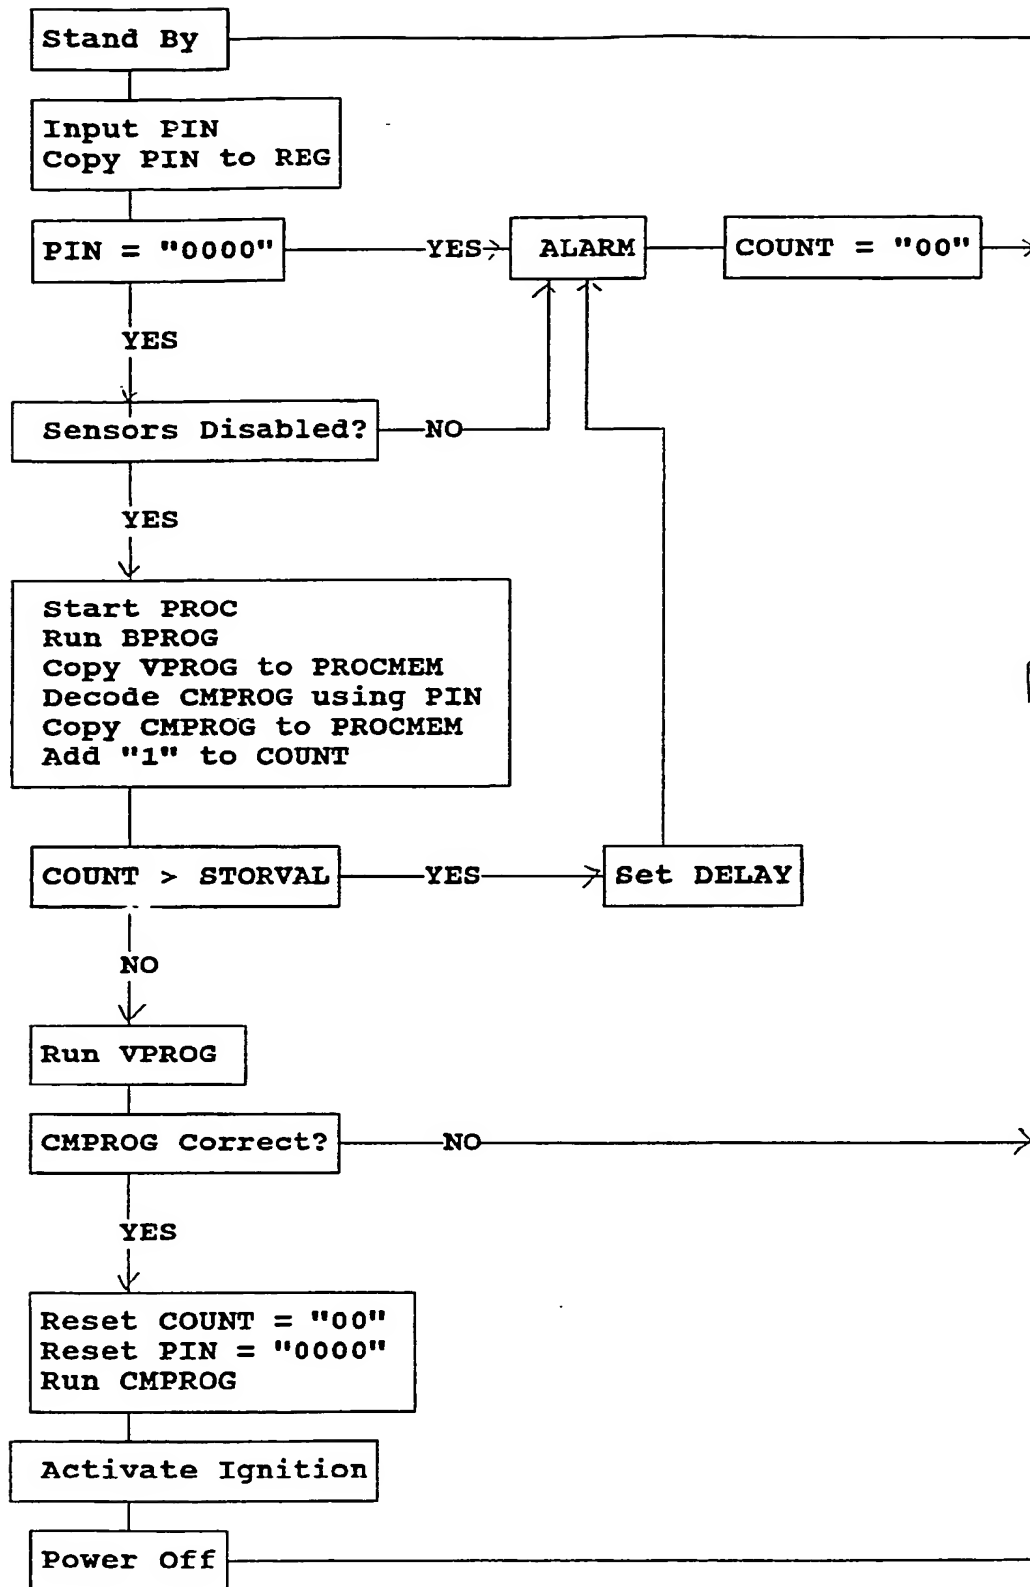 Stand By
Input PIN
Copy PIN to REG
PIN = "0000"
YES
ALARM
COUNT = "00"
YES
Sensors Disabled?
NO
YES
Start PROC
Run BPROG
Copy VPROG to PROCMEM
Decode CMPROG using PIN
Copy CMPROG to PROCMEM
Add "1" to COUNT
COUNT > STORVAL
YES
Set DELAY
NO
Run VPROG
CMPROG Correct?
NO
YES
Reset COUNT = "00"
Reset PIN = "0000"
Run CMPROG
Activate Ignition
Power Off